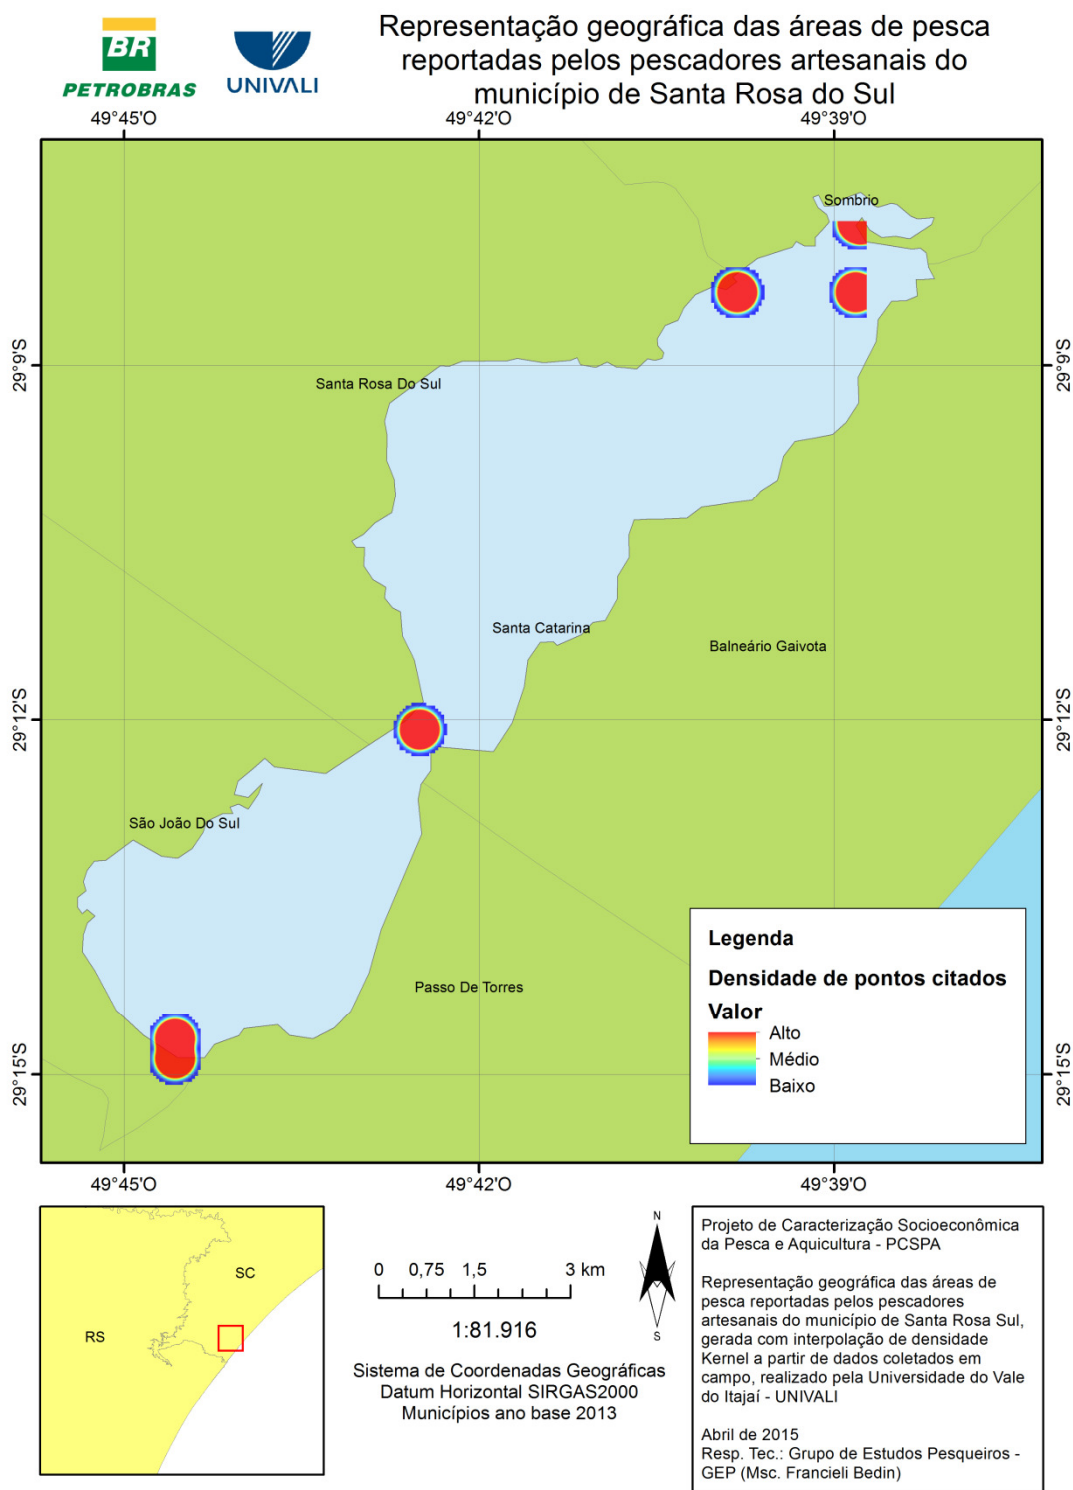 BR
PETROBRAS
UNIVALI
Representação geográfica das áreas de pesca
reportadas pelos pescadores artesanais do
município de Santa Rosa do Sul
49°45'O
49°42'O
49°39'O
Sombrio
29°9'S
29°9'S
Santa Rosa Do Sul
Santa Catarina
Balneário Gaivota
29°12'S
29°12'S
São João Do Sul
Passo De Torres
29°15'S
29°15'S
Legenda
Densidade de pontos citados
Valor
Alto
Médio
Baixo
49°45'O
49°42'O
49°39'O
SC
RS
0 0,75 1,5 3 km
1:81.916
Sistema de Coordenadas Geográficas
Datum Horizontal SIRGAS2000
Municípios ano base 2013
N
S
Projeto de Caracterização Socioeconômica
da Pesca e Aquicultura - PCSPA
Representação geográfica das áreas de
pesca reportadas pelos pescadores
artesanais do município de Santa Rosa Sul,
gerada com interpolação de densidade
Kernel a partir de dados coletados em
campo, realizado pela Universidade do Vale
do Itajaí - UNIVALI
Abril de 2015
Resp. Tec.: Grupo de Estudos Pesqueiros -
GEP (Msc. Francieli Bedin)